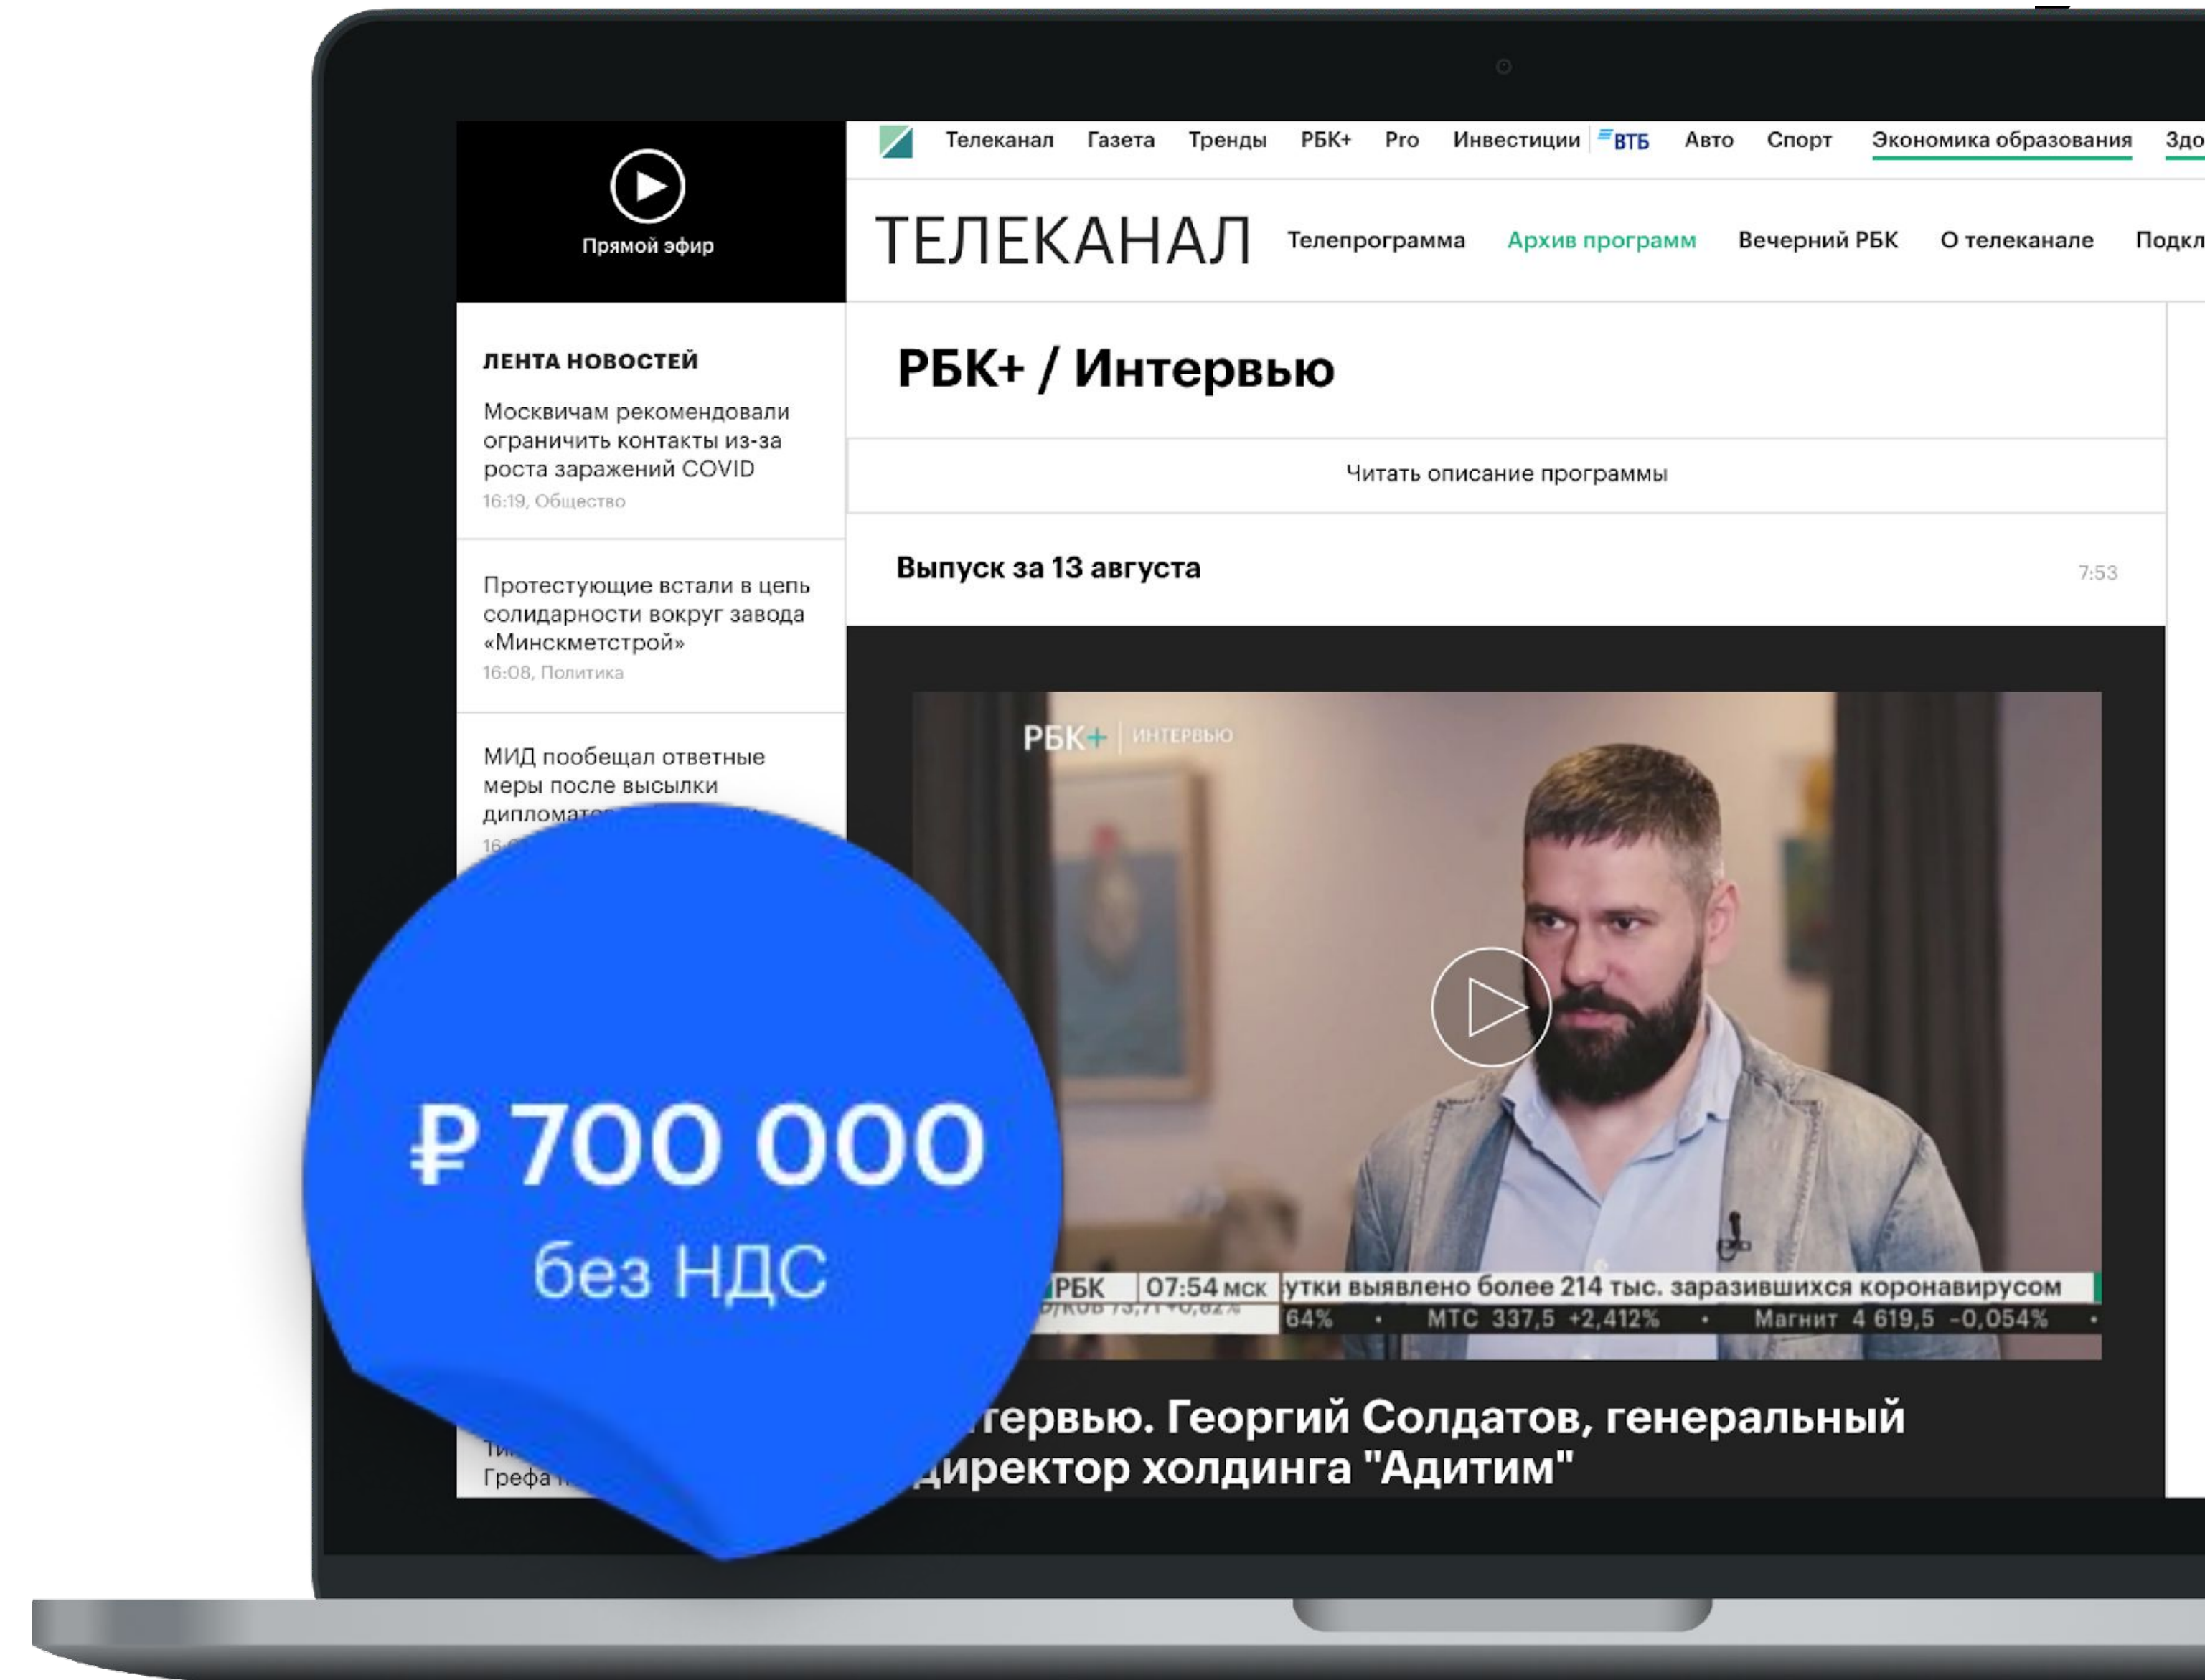 Прямой эфир
Телеканал Газета Тренды РБК+ Pro Инвестиции ВТБ Авто Спорт Экономика образования
ТЕЛЕКАНАЛ Телепрограмма Архив программ Вечерний РБК О телеканале
ЛЕНТА НОВОСТЕЙ
Москвичам рекомендовали
ограничить контакты из-за
роста заражений COVID
16:19, Общество
Протестующие встали в цепь
солидарности вокруг завода
«Минскметстрой»
16:08, Политика
МИД пообещал ответные
меры после высылки
Грефа
РБК+ / Интервью
Читать описание программы
Выпуск за 13 августа 7:53
РБК+ ИНТЕРВЬЮ
РБК 07:54 МСК утки выявлено более 214 тыс. заразившихся коронавирусом
64% • МТС 337,5 +2,412% • Магнит 4 619,5 -0,054% •
тервью. Георгий Солдатов, генеральный
директор холдинга "Адитим"
₽ 700 000
без НДС